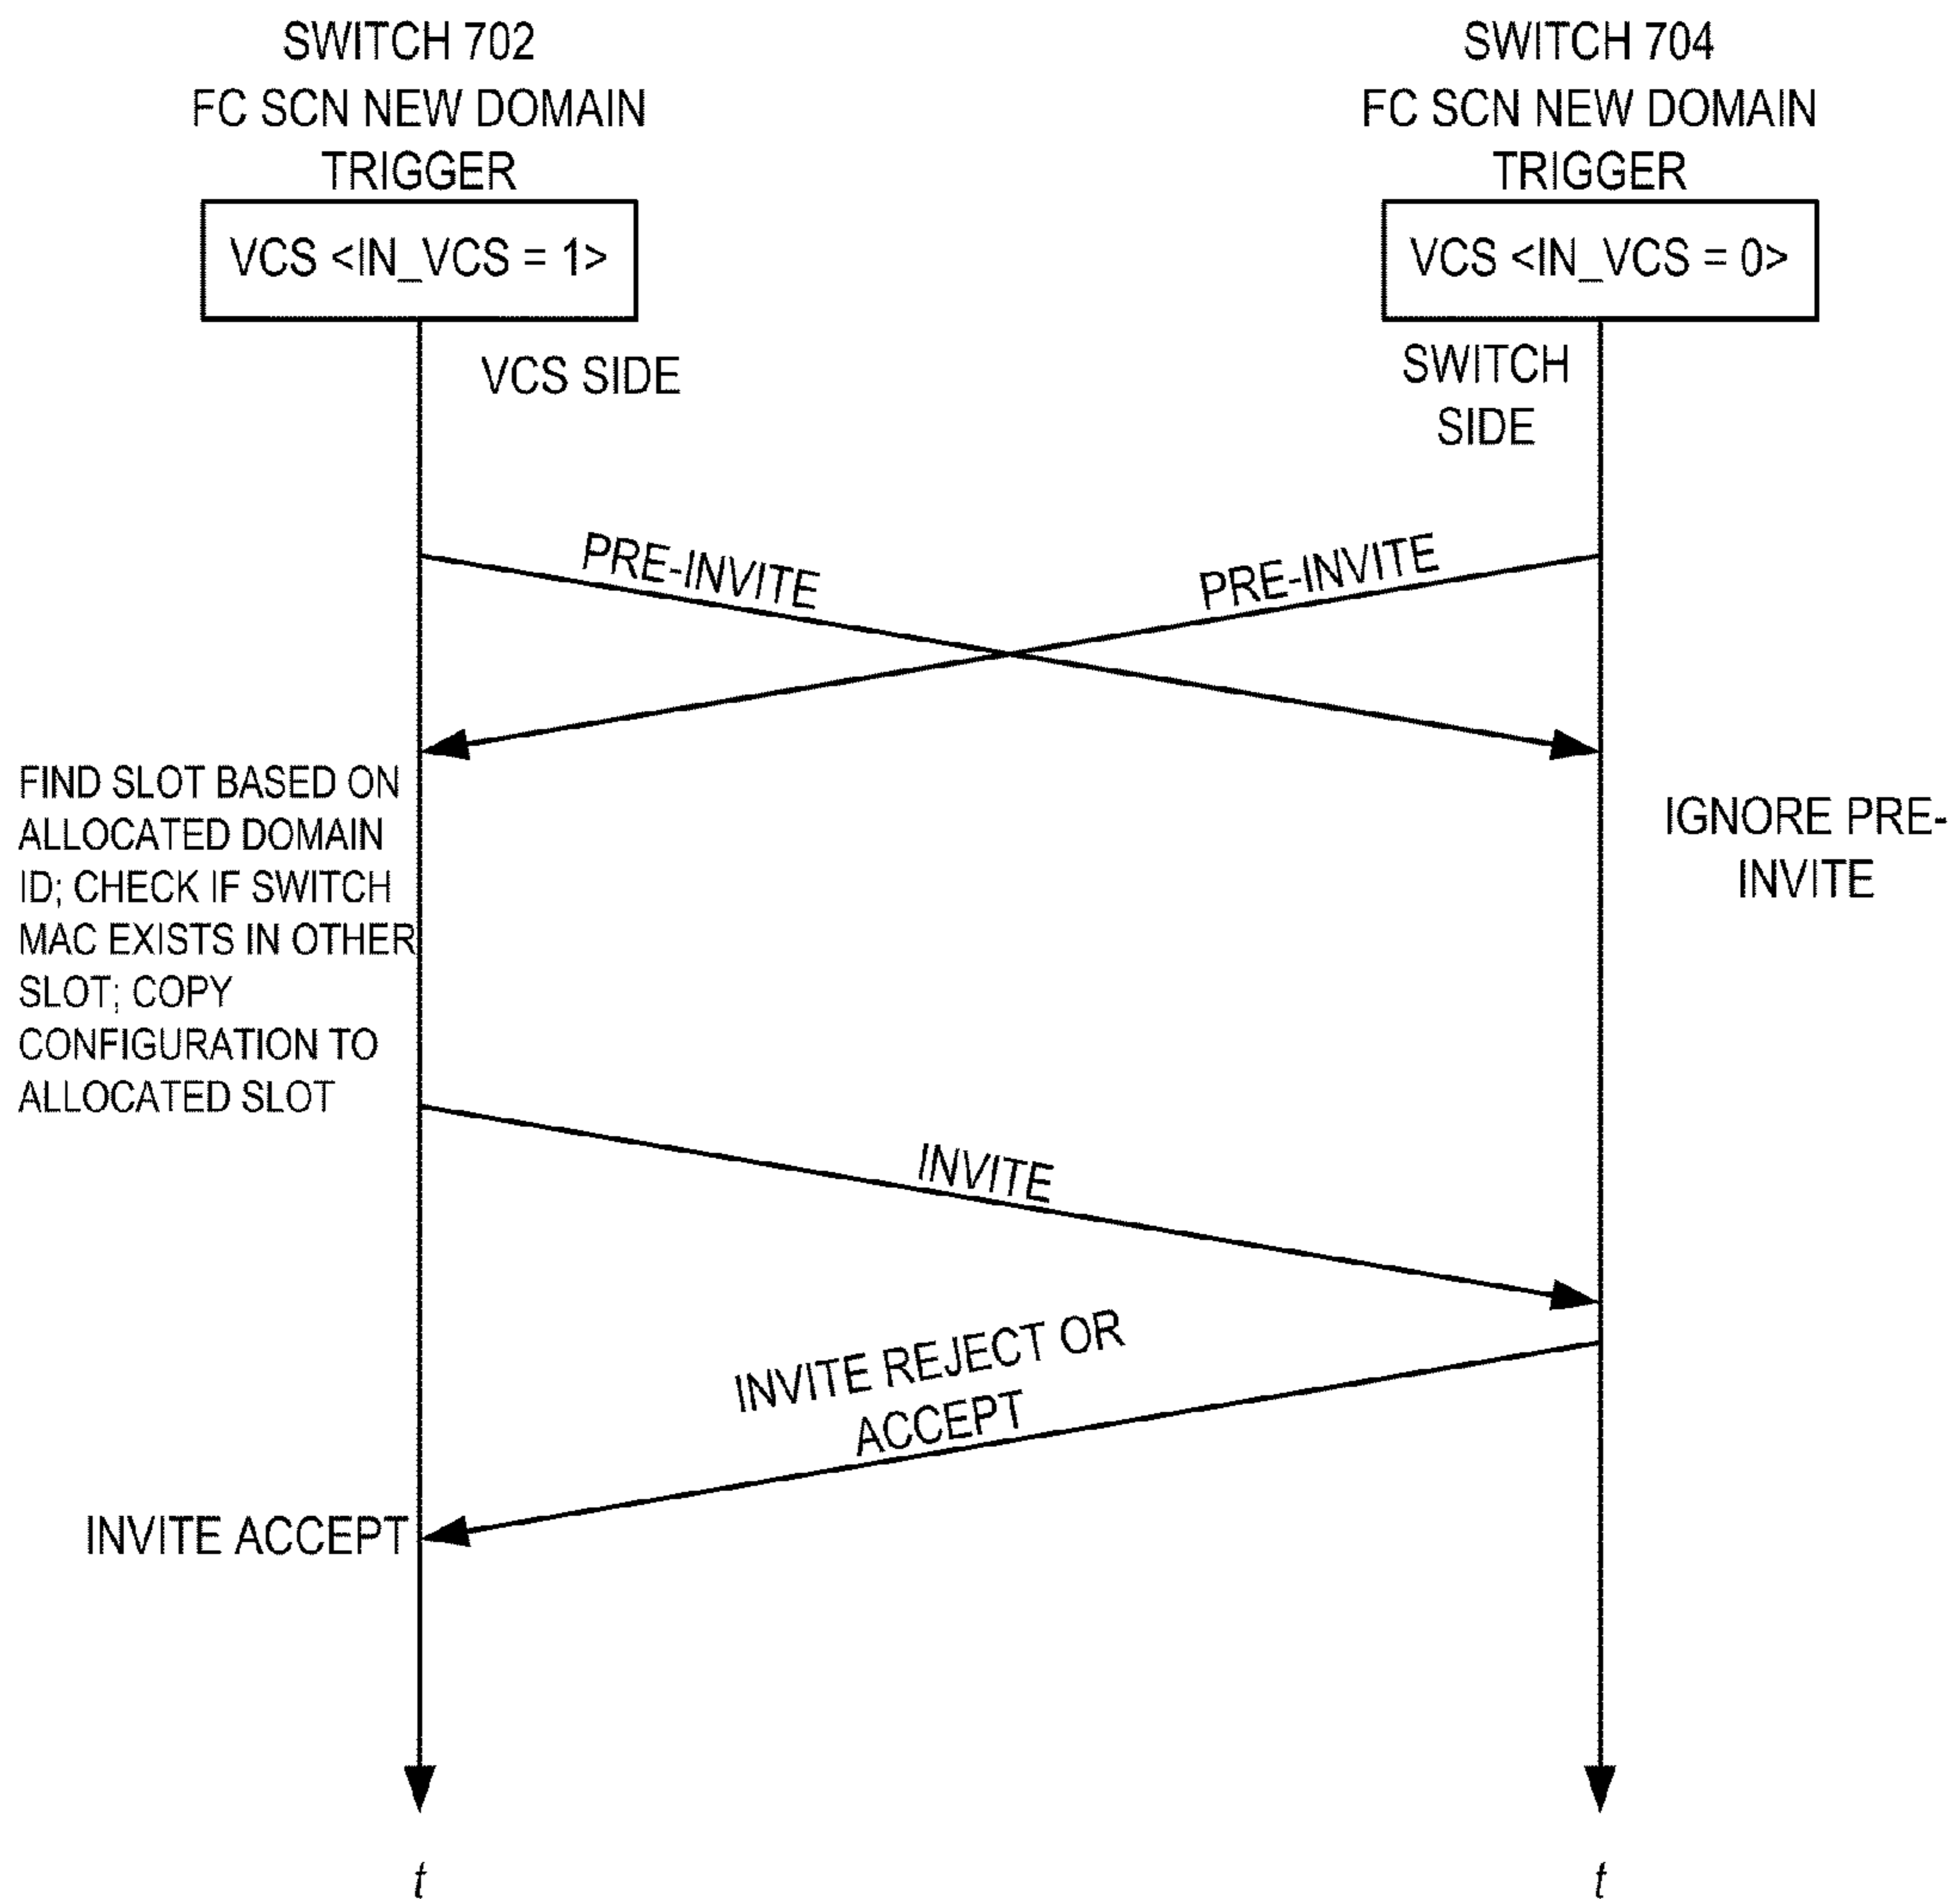 SWITCH 702
FC SCN NEW DOMAIN
TRIGGER
VCS <IN_VCS = 1>
VCS SIDE
SWITCH 704
FC SCN NEW DOMAIN
TRIGGER
VCS <IN_VCS = 0>
SWITCH
SIDE
PRE-INVITE
PRE-INVITE
FIND SLOT BASED ON
ALLOCATED DOMAIN
ID; CHECK IF SWITCH
MAC EXISTS IN OTHER
SLOT; COPY
CONFIGURATION TO
ALLOCATED SLOT
IGNORE PRE-
INVITE
INVITE
INVITE REJECT OR
ACCEPT
INVITE ACCEPT
t
t